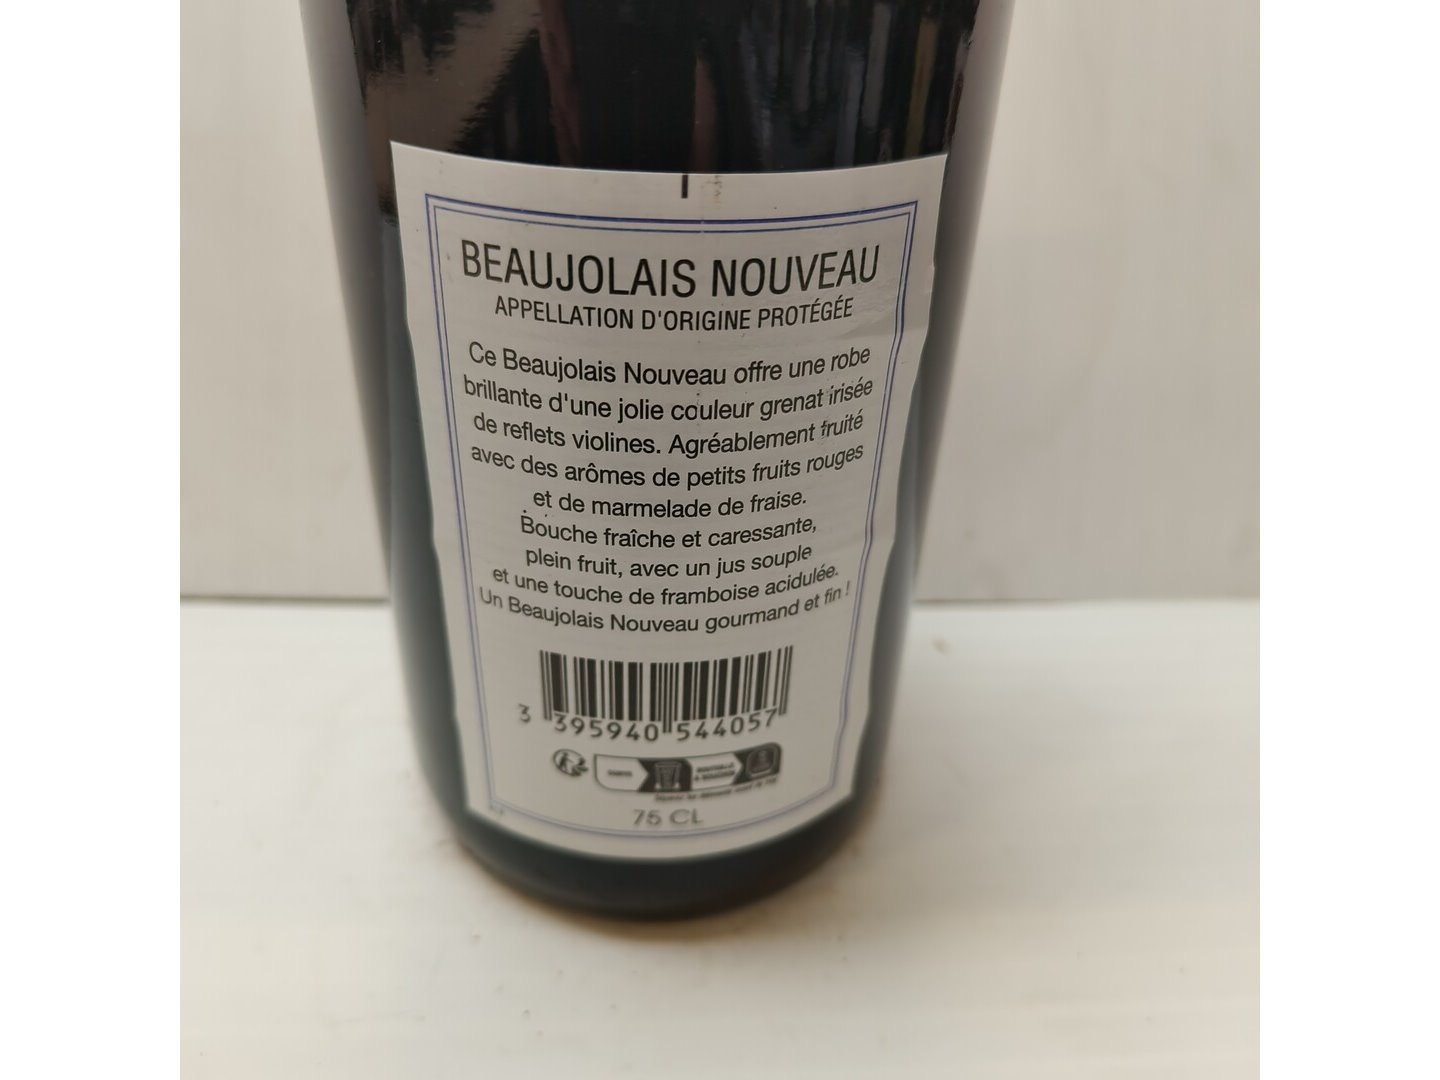 BEAUJOLAIS NOUVEAU
APPELLATION D'ORIGINE PROTÉGÉE
Ce Beaujolais Nouveau offre une robe
brillante d'une jolie couleur grenat irisée
de reflets violines. Agréablement fruité
avec des arômes de petits fruits rouges
et de marmelade de fraise.
Bouche fraîche et caressante,
plein fruit, avec un jus souple
et une touche de framboise acidulée.
Un Beaujolais Nouveau gourmand et fin !
3 395940 544057
75 CL